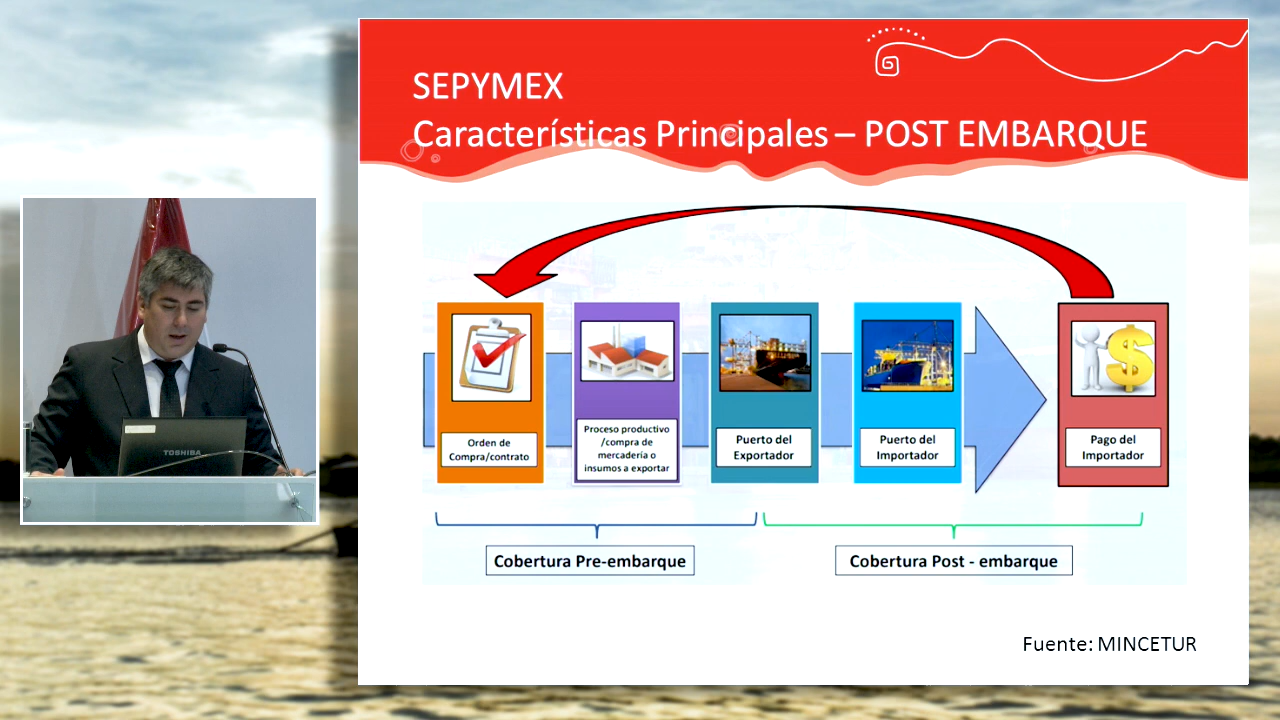 SEPYMEX
Características Principales – POST EMBARQUE
Orden de
Compra/contrato
Proceso productivo
/compra de
mercadería o
insumos a exportar
Puerto del
Exportador
Puerto del
Importador
Pago del
Importador
Cobertura Pre-embarque
Cobertura Post - embarque
Fuente: MINCETUR
TOSHIBA